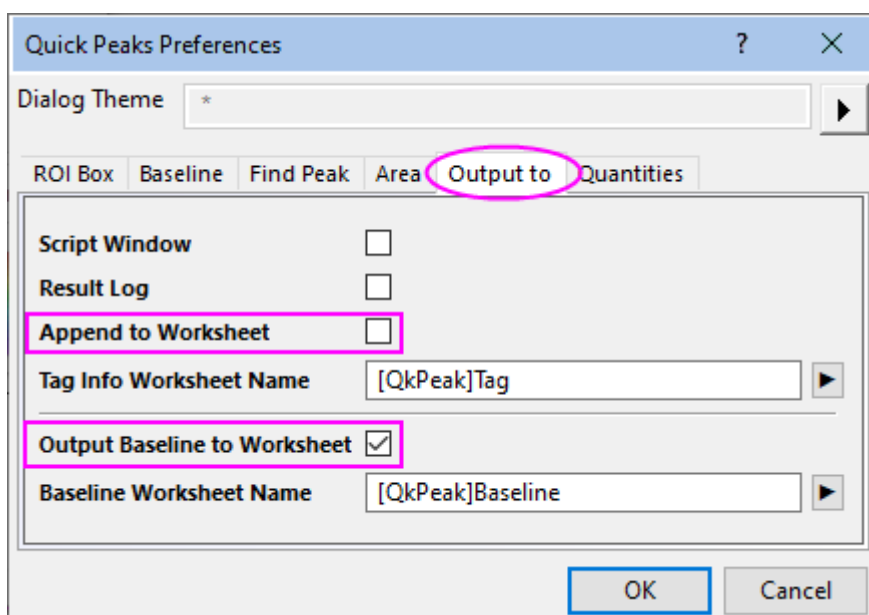 Quick Peaks Preferences ?
Dialog Theme *
ROI Box Baseline Find Peak Area Output to Quantities
Script Window
Result Log
Append to Worksheet
Tag Info Worksheet Name [QkPeak]Tag
Output Baseline to Worksheet
Baseline Worksheet Name [QkPeak]Baseline
OK Cancel